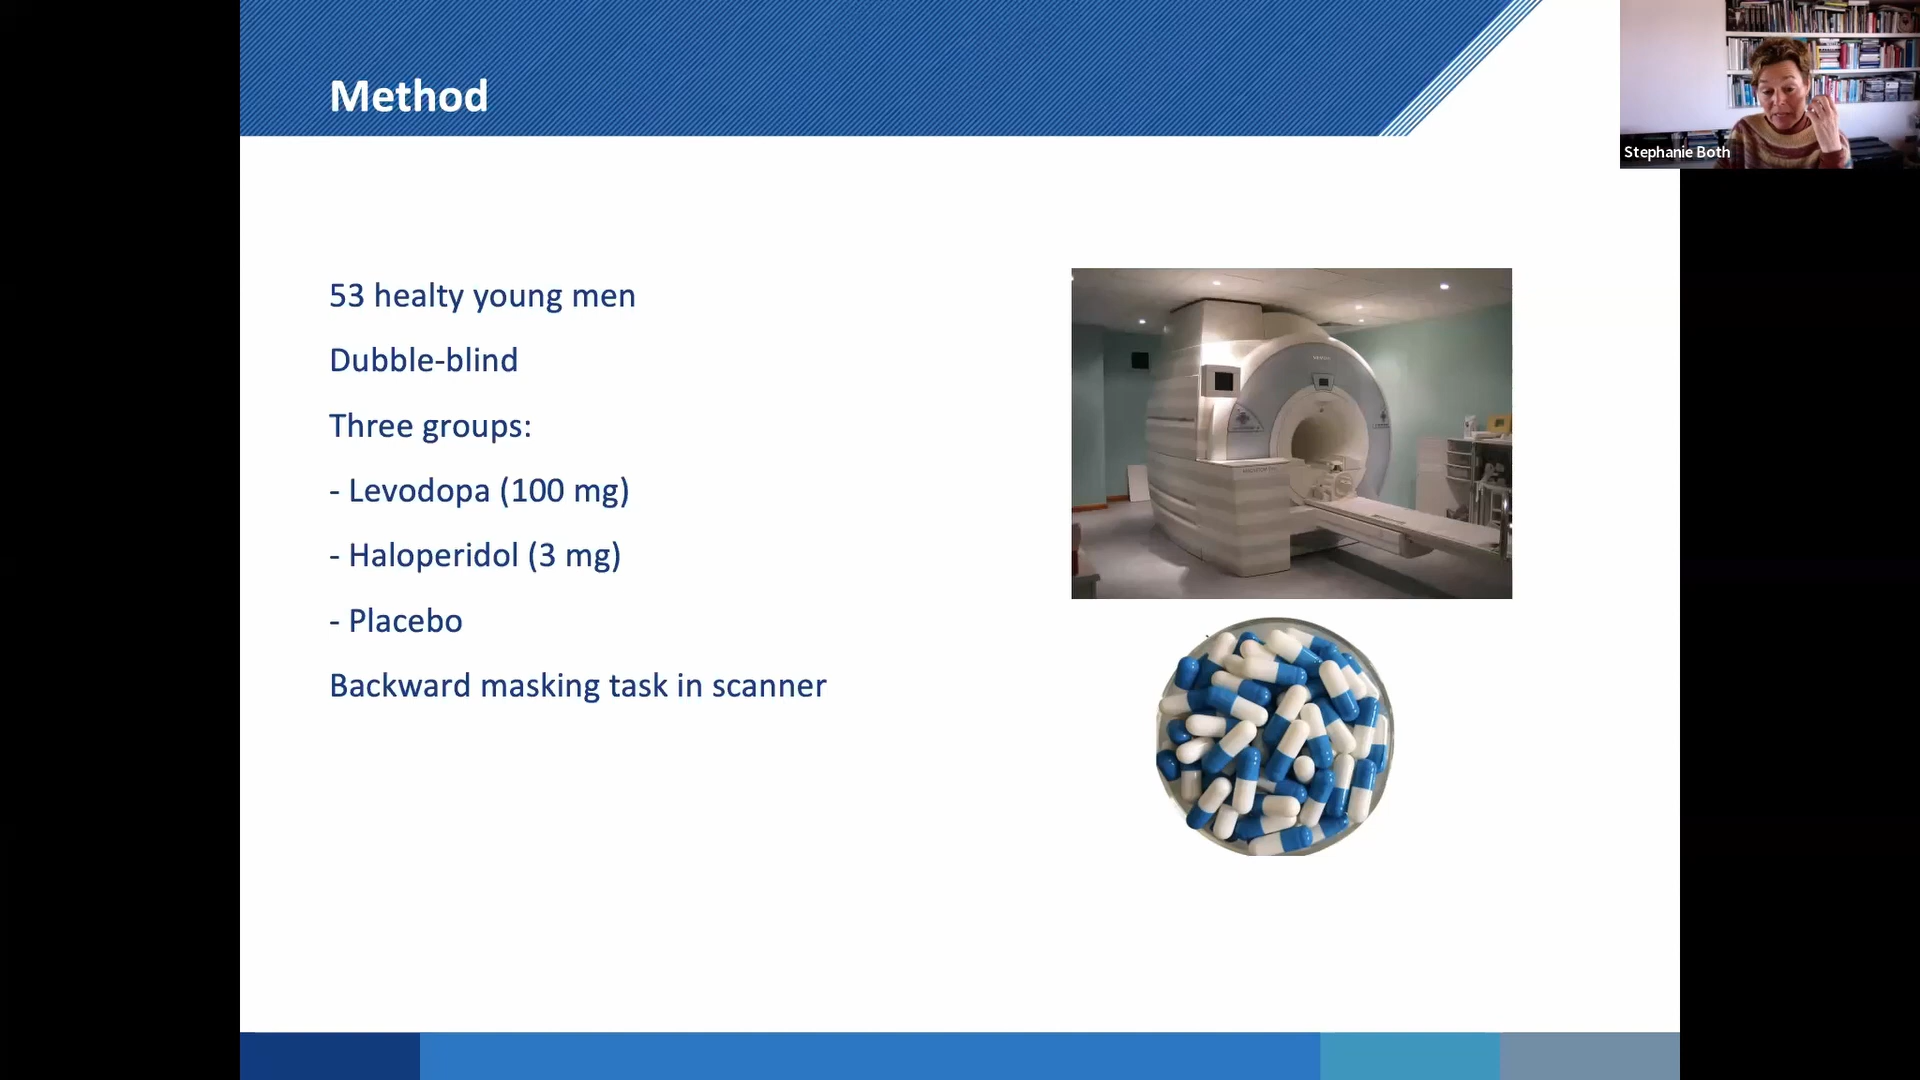 Method
Stephanie Both
53 healty young men
Dubble-blind
Three groups:
- Levodopa (100 mg)
- Haloperidol (3 mg)
- Placebo
Backward masking task in scanner